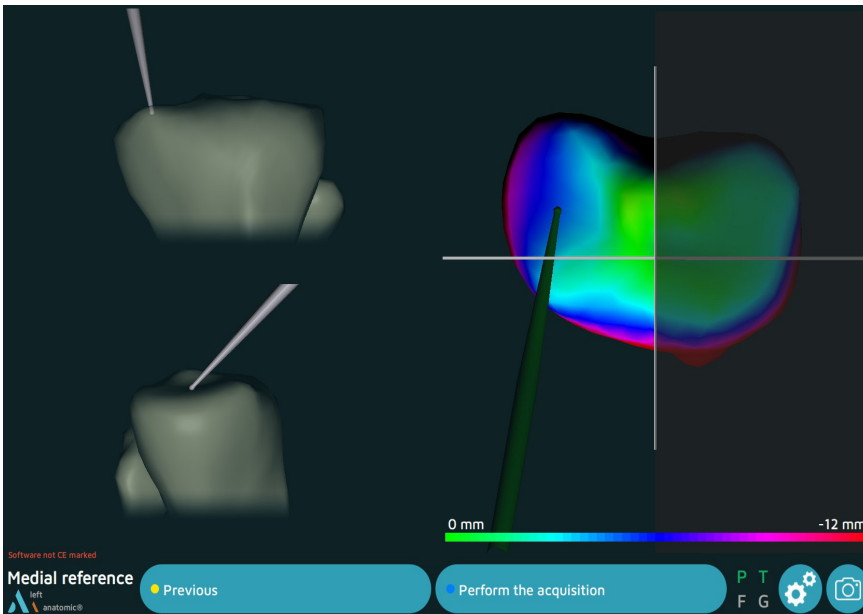 0 mm
-12 mm
Software not CE marked
Medial reference
left
anatomic®
Previous
Perform the acquisition
P T
F G